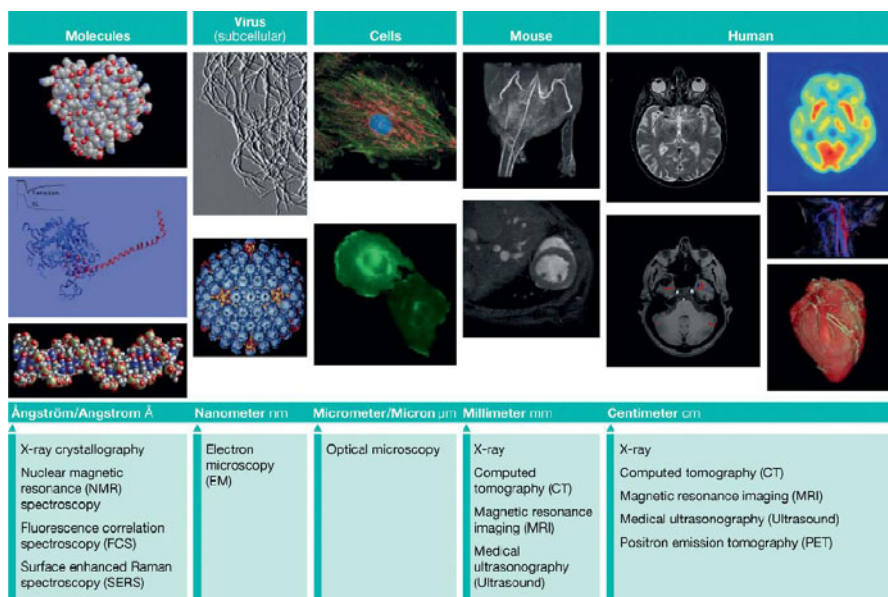 Molecules
Virus
(subcellular)
Cells
Mouse
Human
Ångström/Angstrom Å
Nanometer nm
Micrometer/Micron µm
Millimeter mm
Centimeter cm
X-ray crystallography
Nuclear magnetic
resonance (NMR)
spectroscopy
Fluorescence correlation
spectroscopy (FCS)
Surface enhanced Raman
spectroscopy (SERS)
Electron
microscopy
(EM)
Optical microscopy
X-ray
Computed
tomography (CT)
Magnetic resonance
imaging (MRI)
Medical
ultrasonography
(Ultrasound)
X-ray
Computed tomography (CT)
Magnetic resonance imaging (MRI)
Medical ultrasonography (Ultrasound)
Positron emission tomography (PET)